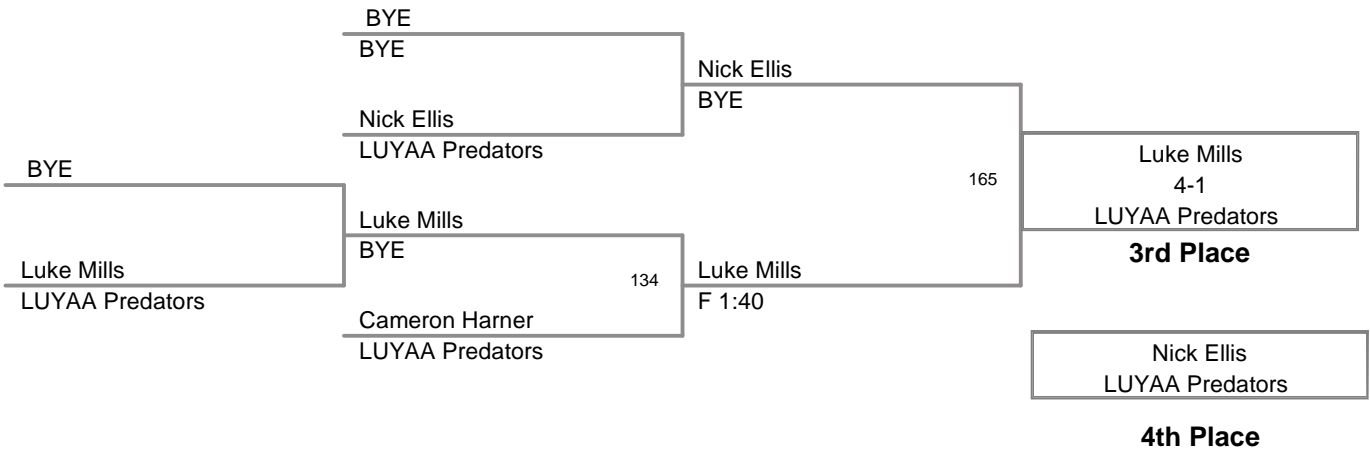 BYE
BYE
Nick Ellis
BYE
Nick Ellis
LUYAA Predators
BYE
Luke Mills
4-1
LUYAA Predators
165
Luke Mills
BYE
3rd Place
Luke Mills
LUYAA Predators
134
Luke Mills
F 1:40
Cameron Harner
LUYAA Predators
Nick Ellis
LUYAA Predators
4th Place